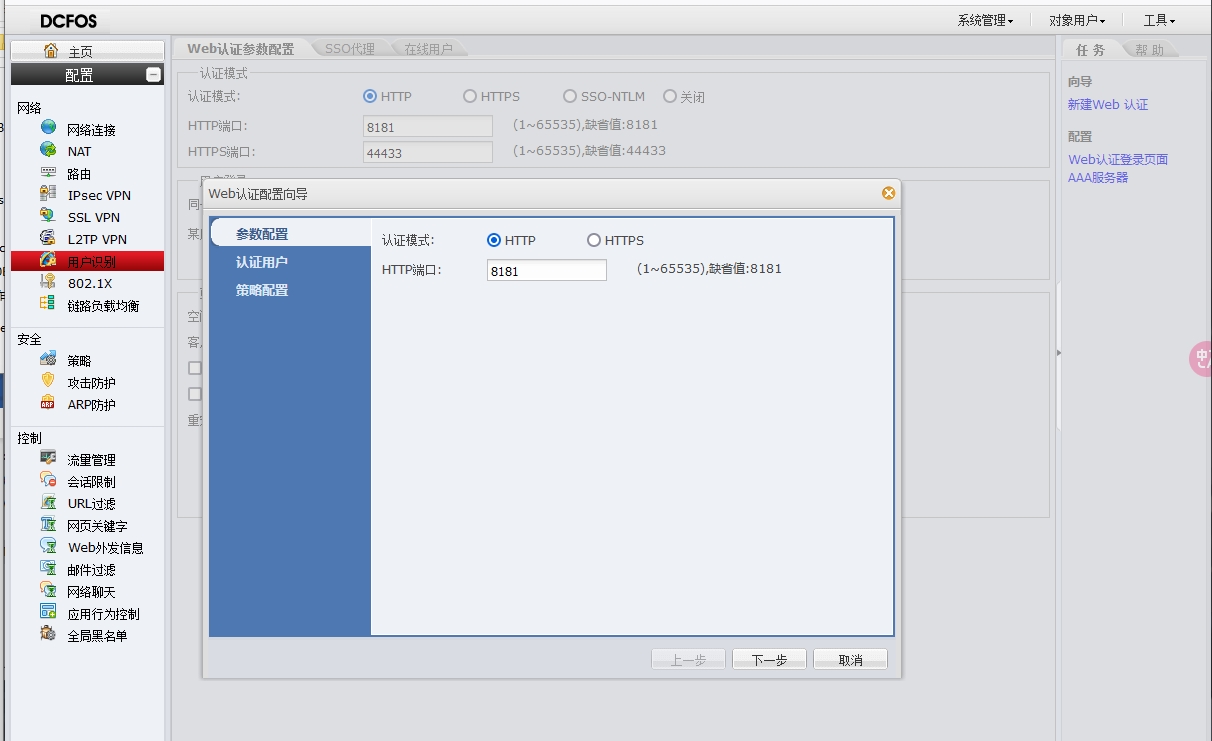 DCFOS
系统管理 对象用户 工具
主页
配置
网络
网络连接
NAT
路由
IPsec VPN
SSL VPN
L2TP VPN
用户识别
802.1X
链路负载均衡
安全
策略
攻击防护
ARP防护
控制
流量管理
会话限制
URL过滤
网页关键字
Web外发信息
邮件过滤
网络聊天
应用行为控制
全局黑名单
Web认证参数配置 SSO代理 在线用户
认证模式
认证模式: HTTP HTTPS SSO-NTLM 关闭
HTTP端口: 8181 (1~65535),缺省值:8181
HTTPS端口: 44433 (1~65535),缺省值:44433
Web认证配置向导
参数配置
认证用户
策略配置
认证模式: HTTP HTTPS
HTTP端口: 8181 (1~65535),缺省值:8181
上一步 下一步 取消
同
某
空
客
重
任务 帮助
向导
新建Web 认证
配置
Web认证登录页面
AAA服务器
中